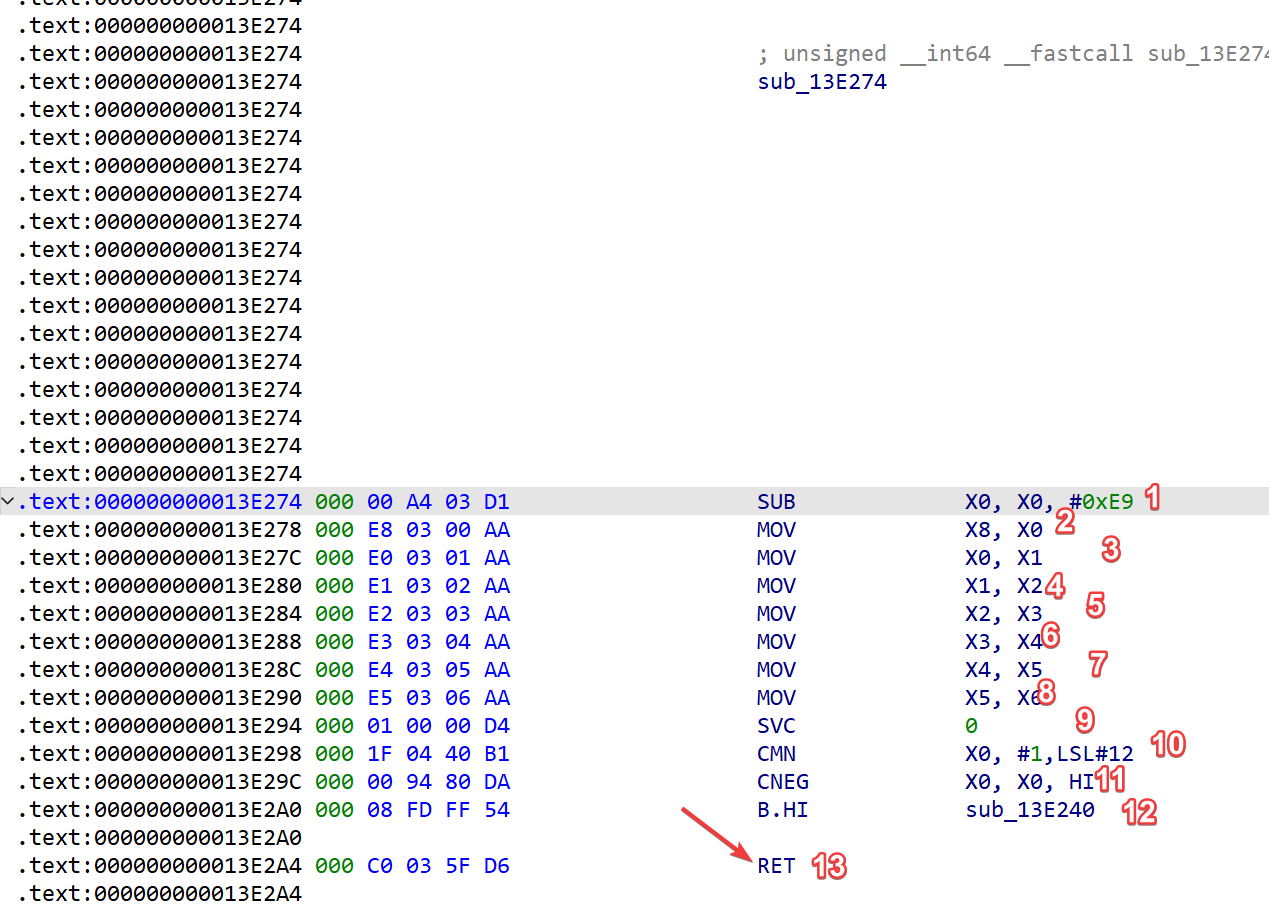 .text:000000000013E274
.text:000000000013E274
.text:000000000013E274 ; unsigned __int64 __fastcall sub_13E274
.text:000000000013E274 sub_13E274
.text:000000000013E274
.text:000000000013E274
.text:000000000013E274
.text:000000000013E274
.text:000000000013E274
.text:000000000013E274
.text:000000000013E274
.text:000000000013E274
.text:000000000013E274
.text:000000000013E274
.text:000000000013E274
.text:000000000013E274
.text:000000000013E274
.text:000000000013E274
.text:000000000013E274 000 00 A4 03 D1 SUB X0, X0, #0xE9 1
.text:000000000013E278 000 E8 03 00 AA MOV X8, X0 2
.text:000000000013E27C 000 E0 03 01 AA MOV X0, X1 3
.text:000000000013E280 000 E1 03 02 AA MOV X1, X2 4
.text:000000000013E284 000 E2 03 03 AA MOV X2, X3 5
.text:000000000013E288 000 E3 03 04 AA MOV X3, X4 6
.text:000000000013E28C 000 E4 03 05 AA MOV X4, X5 7
.text:000000000013E290 000 E5 03 06 AA MOV X5, X6 8
.text:000000000013E294 000 01 00 00 D4 SVC 0 9
.text:000000000013E298 000 1F 04 40 B1 CMN X0, #1,LSL#12 10
.text:000000000013E29C 000 00 94 80 DA CNEG X0, X0, HI 11
.text:000000000013E2A0 000 08 FD FF 54 B.HI sub_13E240 12
.text:000000000013E2A0
.text:000000000013E2A4 000 C0 03 5F D6 RET 13
.text:000000000013E2A4